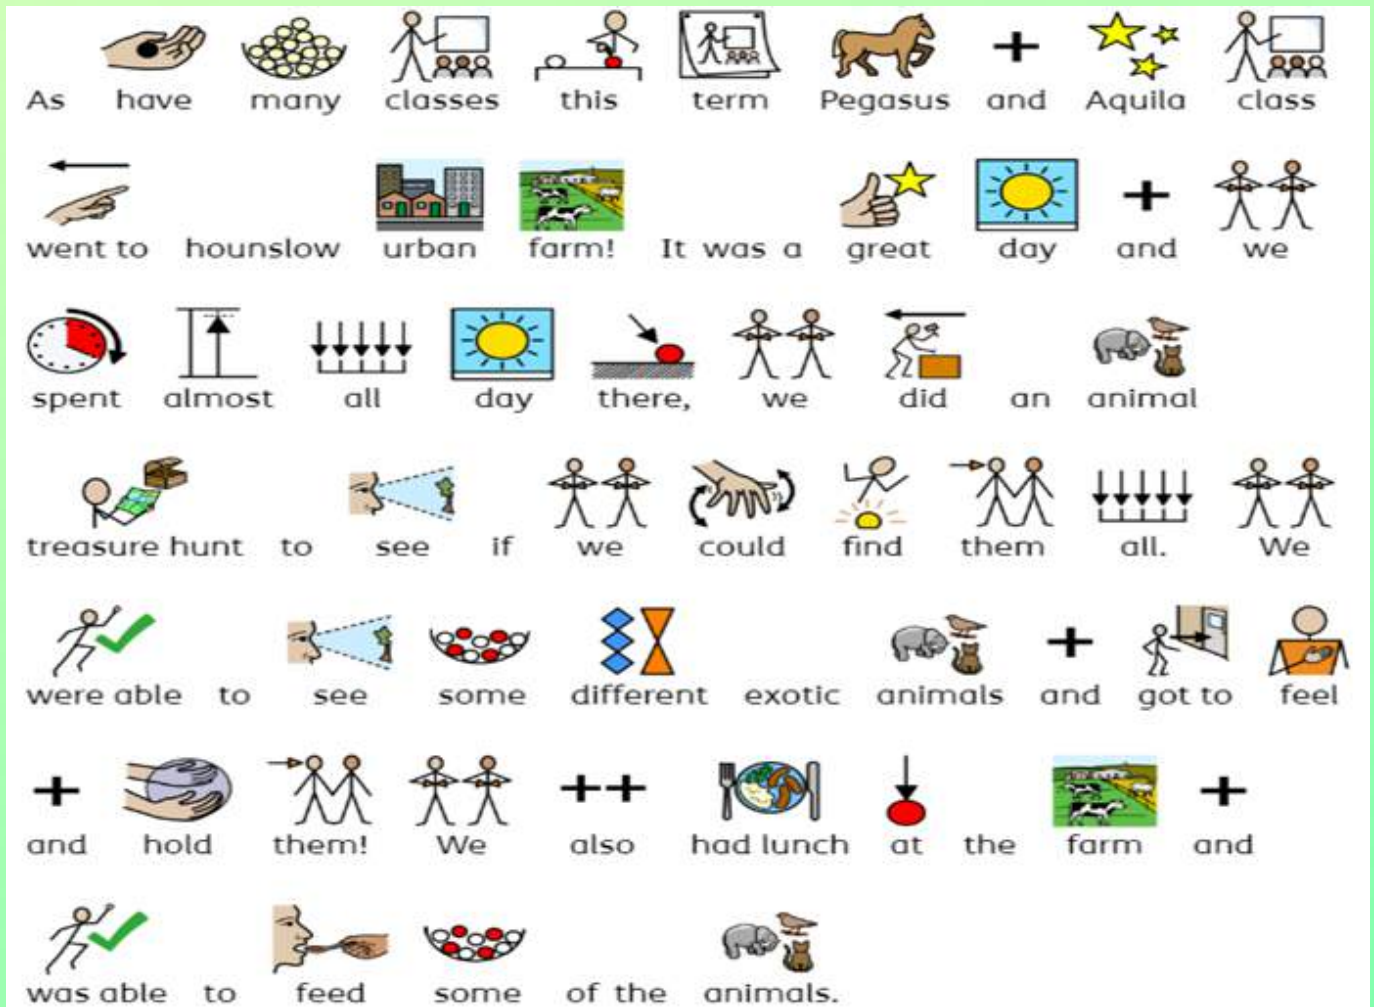 As have many classes this term Pegasus and Aquila class
went to hounslow urban farm! It was a great day and we
spent almost all day there, we did an animal
treasure hunt to see if we could find them all. We
were able to see some different exotic animals and got to feel
and hold them! We also had lunch at the farm and
was able to feed some of the animals.